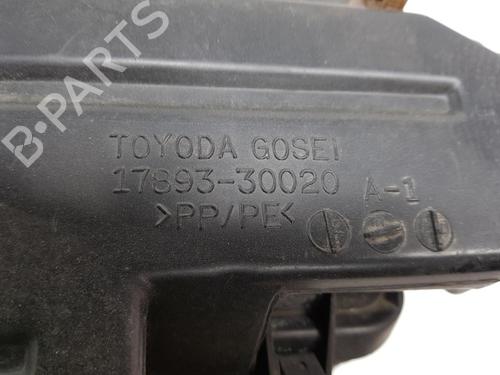 B-Parts
TOYODA GOSEI
17893-30020 A-1
>PP/PE<